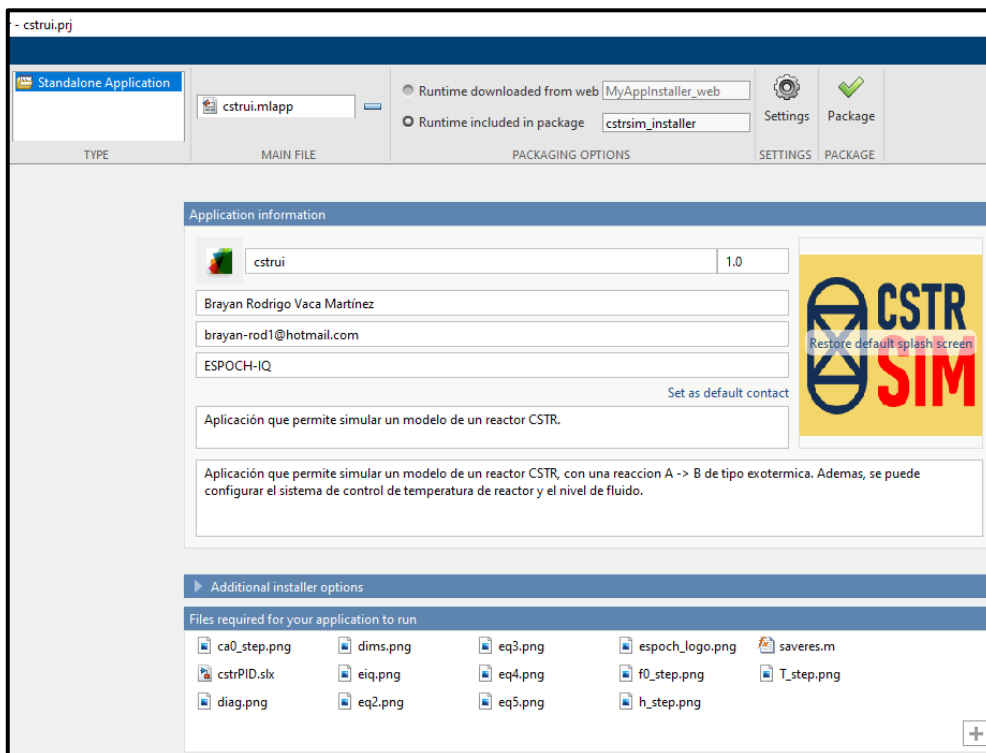 - cstrui.prj
Standalone Application
cstrui.mlapp
Runtime downloaded from web
MyAppInstaller_web
Runtime included in package
cstrsim_installer
Settings
Package
TYPE
MAIN FILE
PACKAGING OPTIONS
SETTINGS
PACKAGE
Application information
cstrui
1.0
Brayan Rodrigo Vaca Martínez
brayan-rod1@hotmail.com
ESPOCH-IQ
Set as default contact
CSTR
Restore default splash screen
SIM
Aplicación que permite simular un modelo de un reactor CSTR.
Aplicación que permite simular un modelo de un reactor CSTR, con una reaccion A -> B de tipo exotermica. Ademas, se puede
configurar el sistema de control de temperatura de reactor y el nivel de fluido.
Additional installer options
Files required for your application to run
ca0_step.png
dims.png
eq3.png
espoch_logo.png
saveres.m
cstrPID.slx
eiq.png
eq4.png
f0_step.png
T_step.png
diag.png
eq2.png
eq5.png
h_step.png